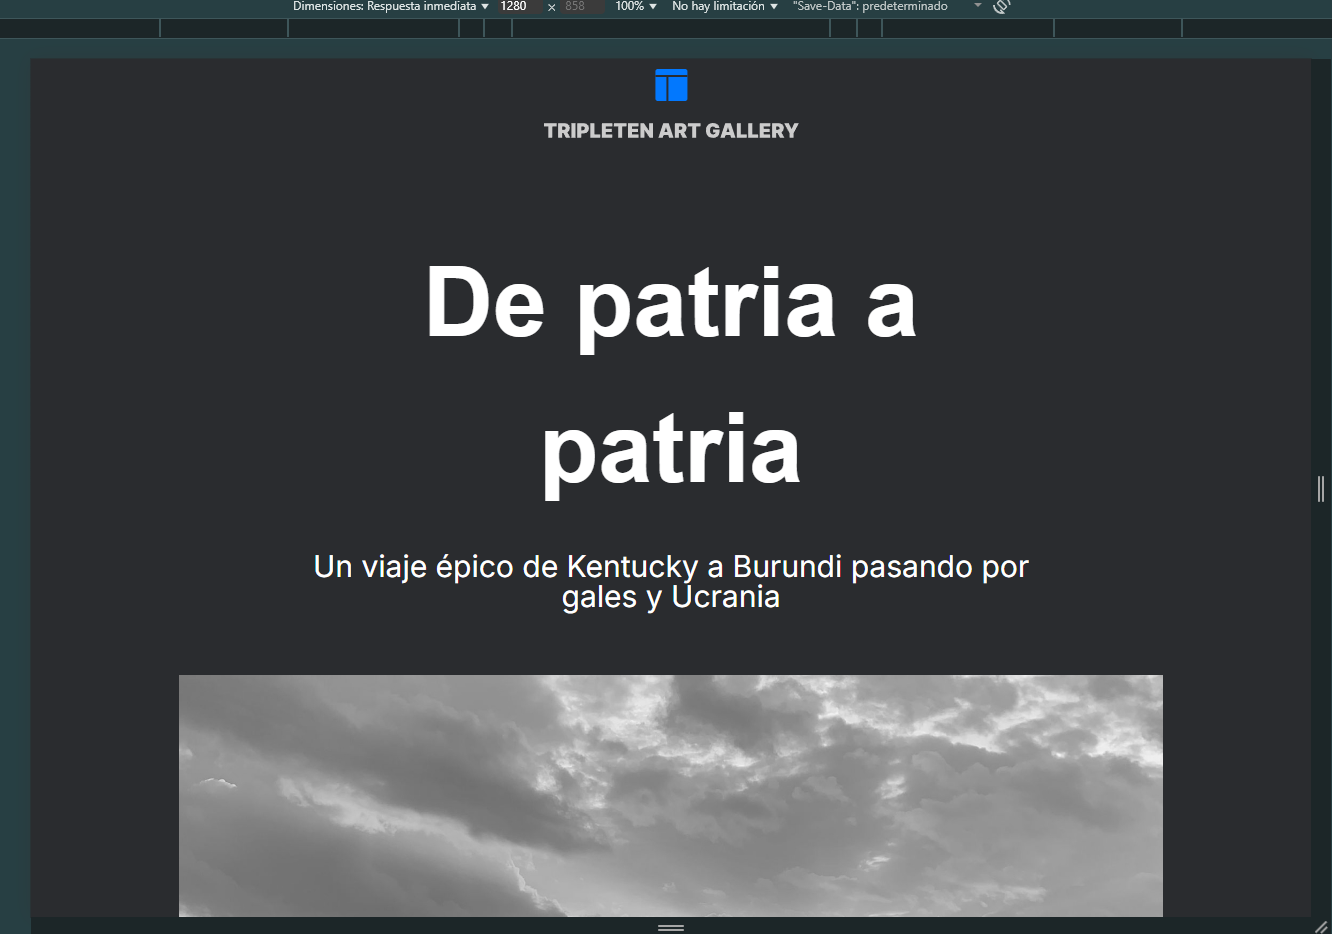 Dimensiones: Respuesta inmediata 1280 × 858 100% No hay limitación "Save-Data": predeterminado
TRIPLETEN ART GALLERY
De patria a
patria
Un viaje épico de Kentucky a Burundi pasando por
gales y Ucrania